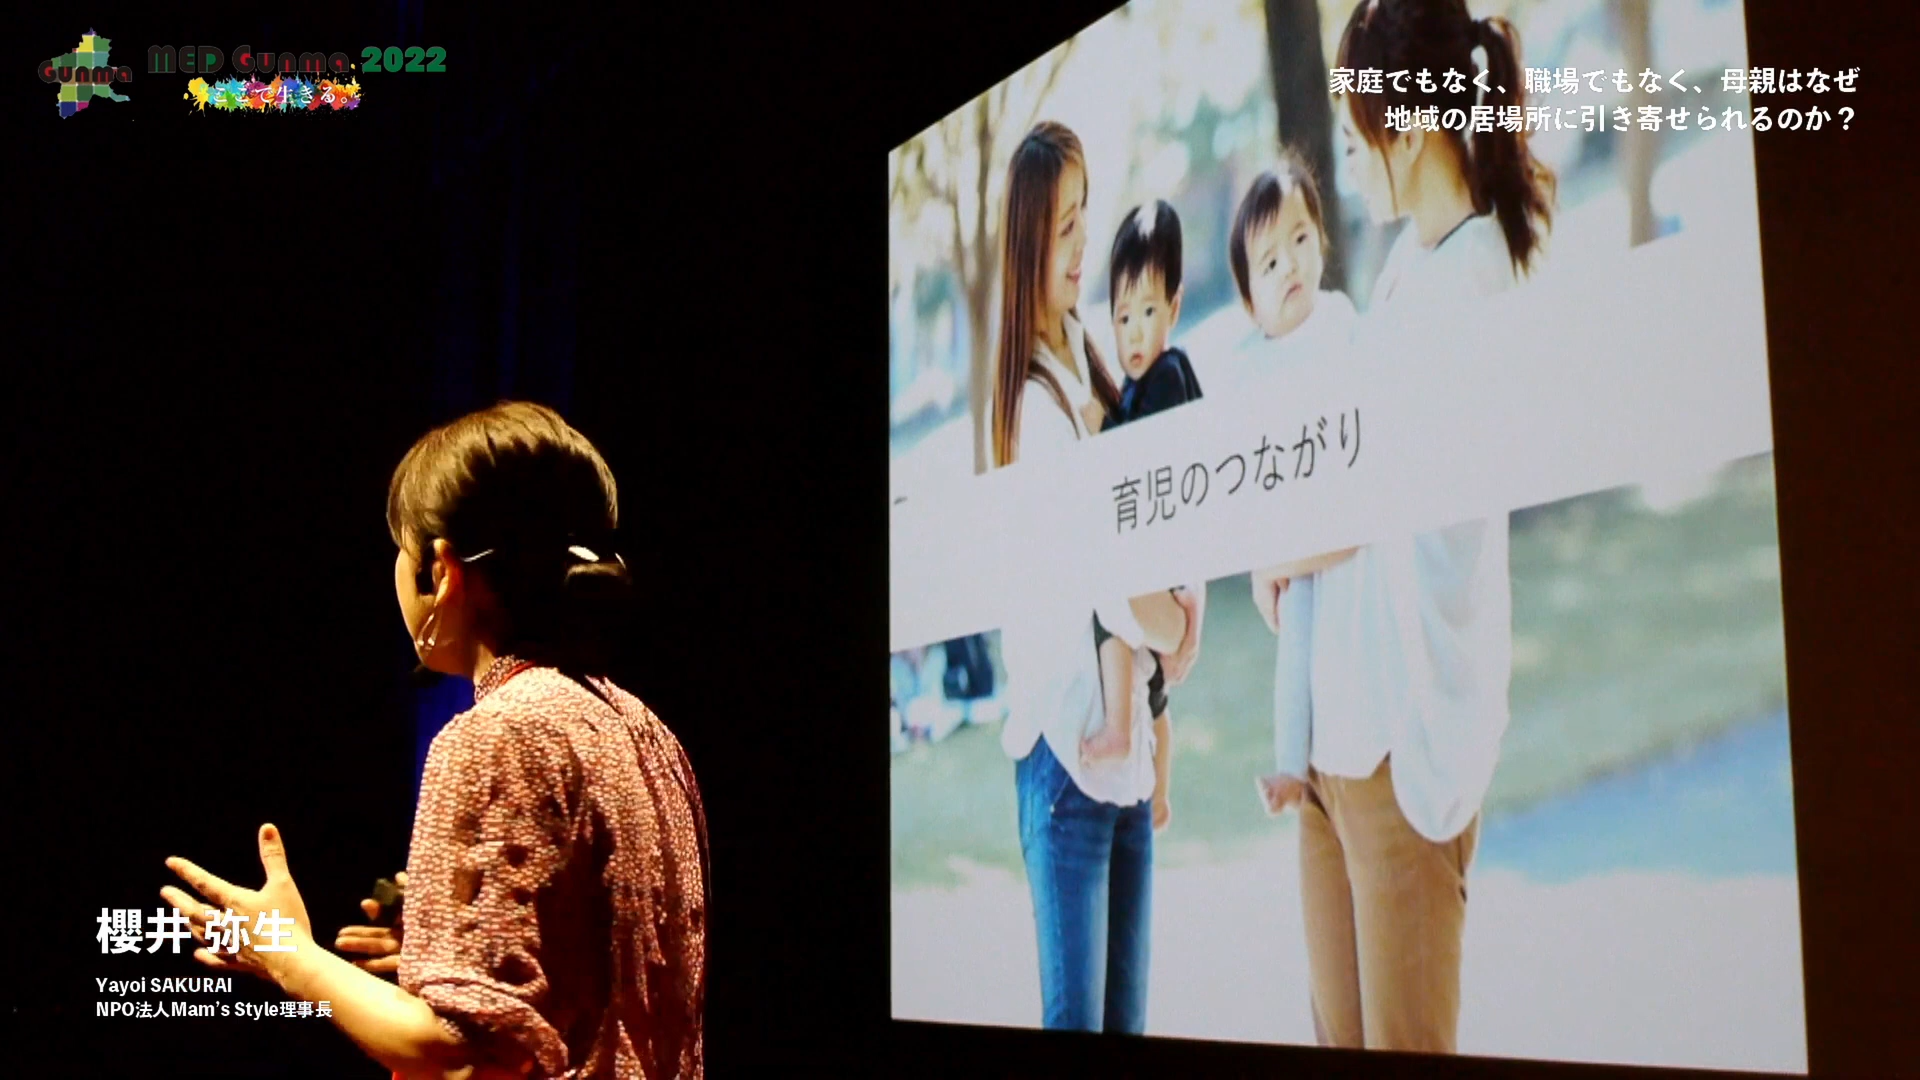 Gunma
MED Gunma 2022
ここで生きる。
家庭でもなく、職場でもなく、母親はなぜ
地域の居場所に引き寄せられるのか？
育児のつながり
櫻井 弥生
Yayoi SAKURAI
NPO法人Mam's Style理事長